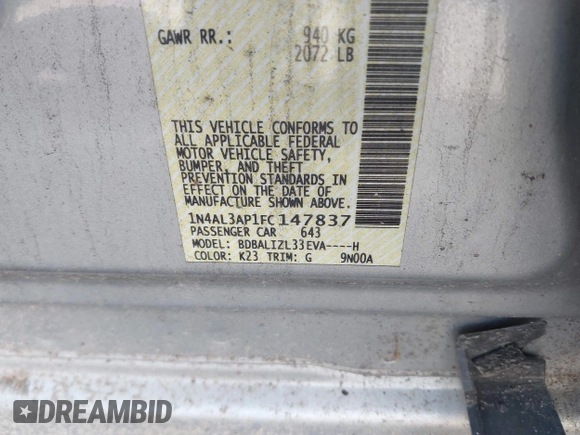 GAWR RR.: 940 KG
2072 LB
THIS VEHICLE CONFORMS TO
ALL APPLICABLE FEDERAL
MOTOR VEHICLE SAFETY,
BUMPER, AND THEFT
PREVENTION STANDARDS IN
EFFECT ON THE DATE OF
MANUFACTURE SHOWN ABOVE.
1N4AL3AP1FC147837
PASSENGER CAR 643
MODEL: BDBALIZL33EVA----H
COLOR: K23 TRIM: G 9N00A
DREAMBID